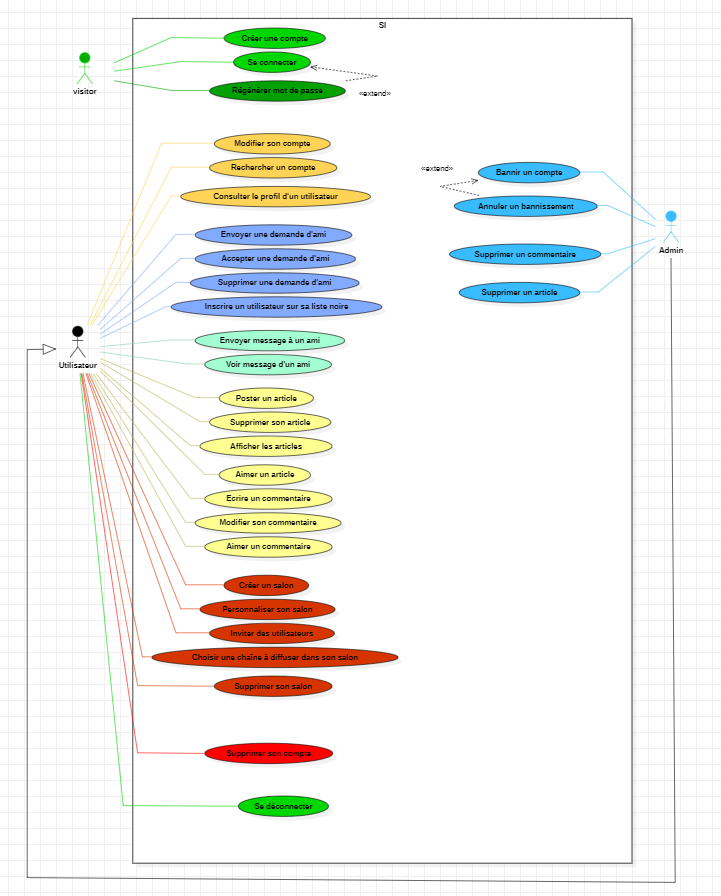 SI
Créer une compte
Se connecter
visitor
Régénérer mot de passe
«extend»
Modifier son compte
Rechercher un compte
Consulter le profil d'un utilisateur
«extend»
Bannir un compte
Annuler un bannissement
Supprimer un commentaire
Admin
Supprimer un article
Envoyer une demande d'ami
Accepter une demande d'ami
Supprimer une demande d'ami
Inscrire un utilisateur sur sa liste noire
Envoyer message à un ami
Voir message d'un ami
Utilisateur
Poster un article
Supprimer son article
Afficher les articles
Aimer un article
Ecrire un commentaire
Modifier son commentaire
Aimer un commentaire
Créer un salon
Personnaliser son salon
Inviter des utilisateurs
Choisir une chaîne à diffuser dans son salon
Supprimer son salon
Supprimer son compte
Se déconnecter